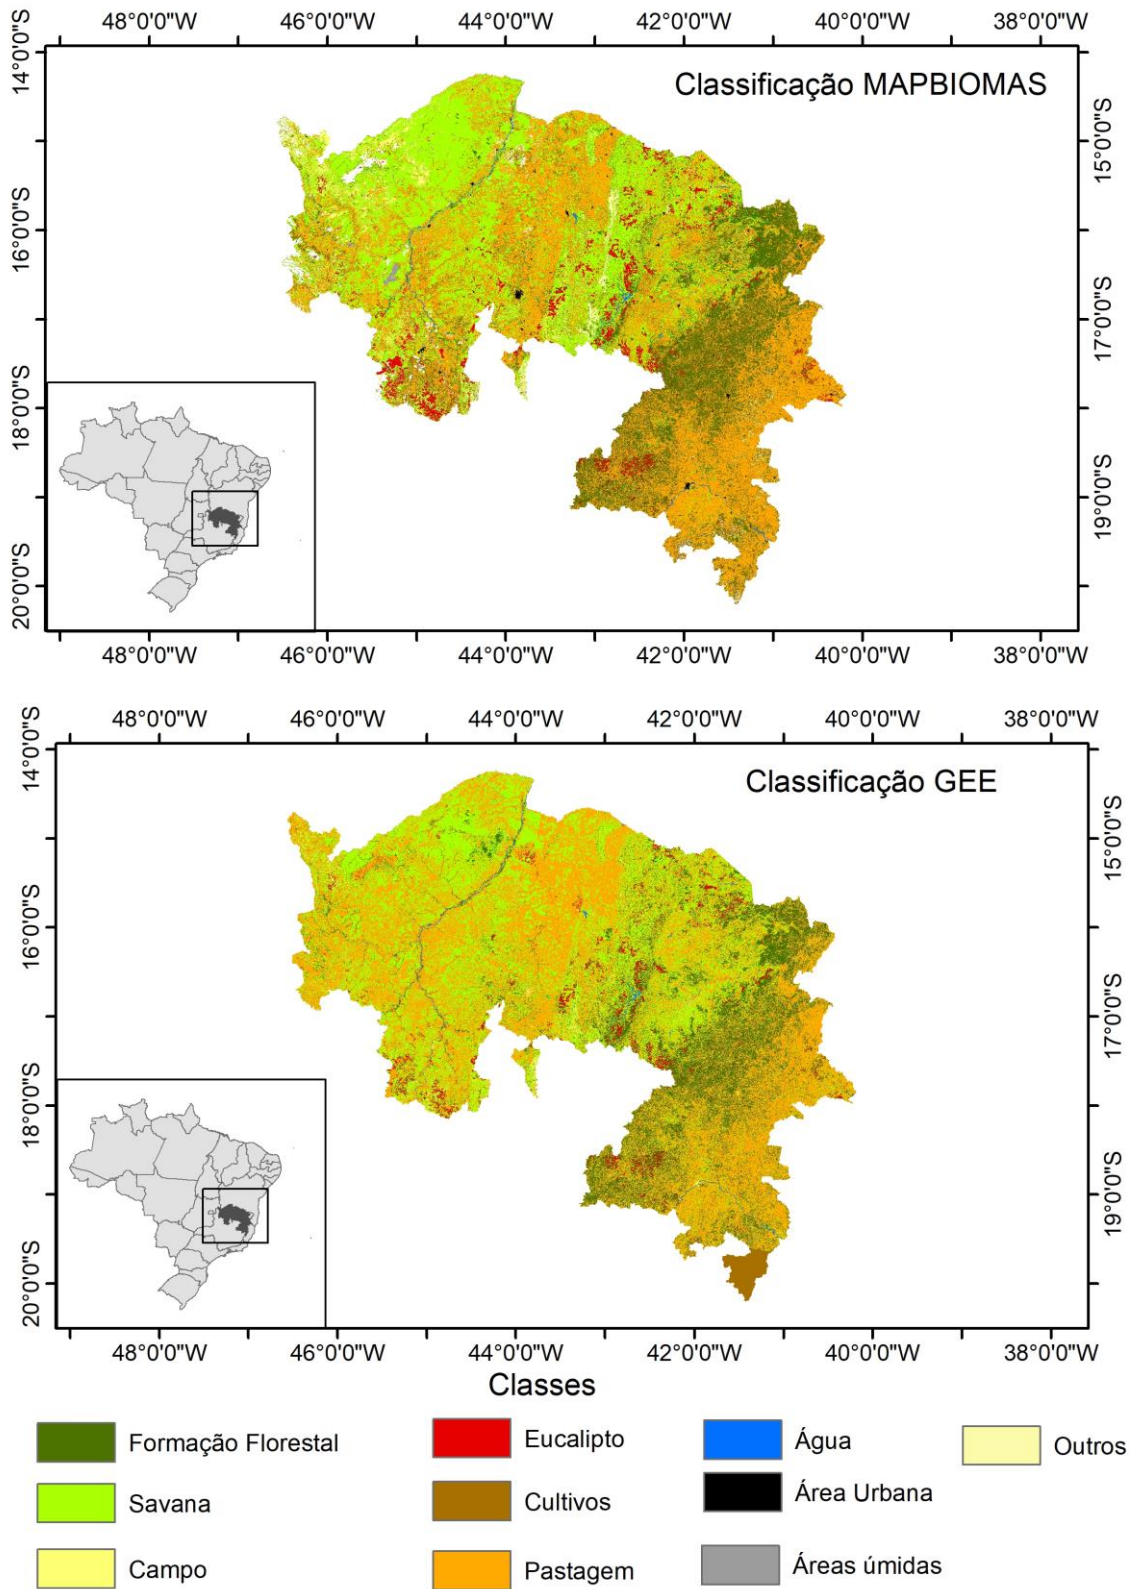 48°0'0"W 46°0'0"W 44°0'0"W 42°0'0"W 40°0'0"W 38°0'0"W
14°0'0"S
Classificação MAPBIOMAS
15°0'0"S
16°0'0"S
17°0'0"S
18°0'0"S
19°0'0"S
20°0'0"S
48°0'0"W 46°0'0"W 44°0'0"W 42°0'0"W 40°0'0"W 38°0'0"W
48°0'0"W 46°0'0"W 44°0'0"W 42°0'0"W 40°0'0"W 38°0'0"W
14°0'0"S
Classificação GEE
15°0'0"S
16°0'0"S
17°0'0"S
18°0'0"S
19°0'0"S
20°0'0"S
48°0'0"W 46°0'0"W 44°0'0"W 42°0'0"W 40°0'0"W 38°0'0"W
Classes
Formação Florestal Eucalipto Água Outros
Savana Cultivos Área Urbana
Campo Pastagem Áreas úmidas